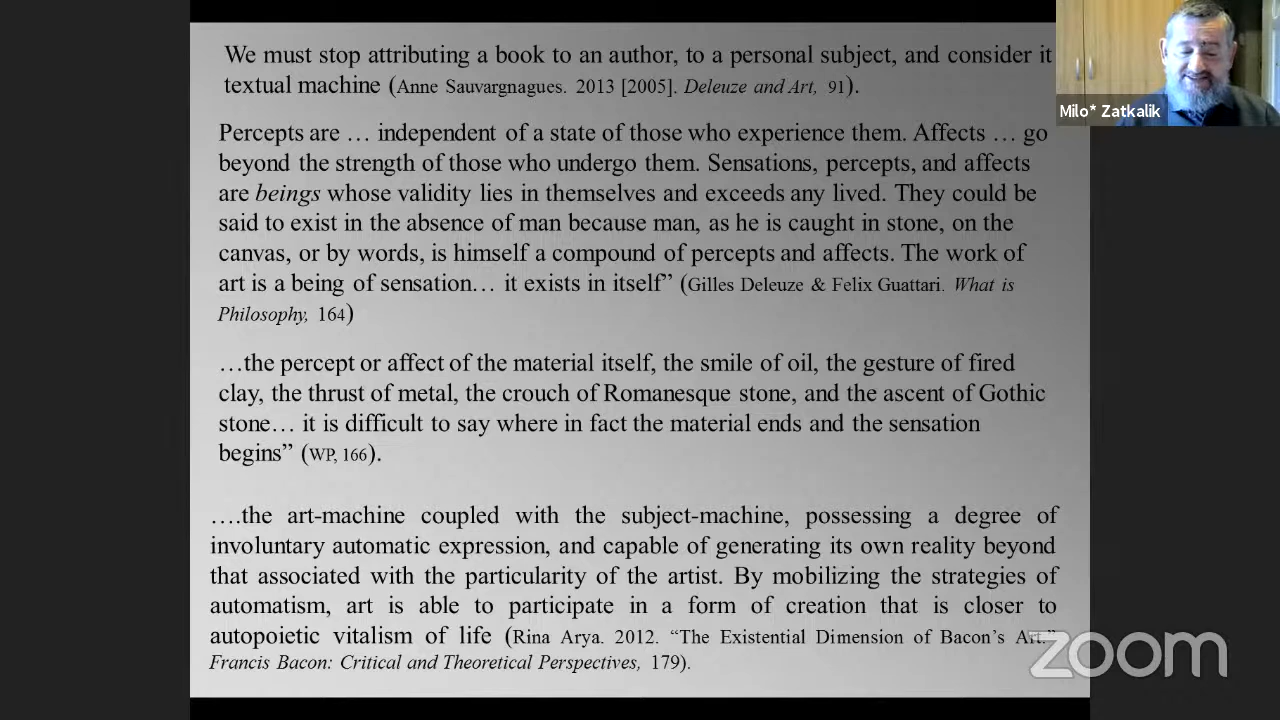 We must stop attributing a book to an author, to a personal subject, and consider it
textual machine (Anne Sauvargnagues. 2013 [2005]. Deleuze and Art, 91).
Percepts are … independent of a state of those who experience them. Affects … go
beyond the strength of those who undergo them. Sensations, percepts, and affects
are beings whose validity lies in themselves and exceeds any lived. They could be
said to exist in the absence of man because man, as he is caught in stone, on the
canvas, or by words, is himself a compound of percepts and affects. The work of
art is a being of sensation… it exists in itself” (Gilles Deleuze & Felix Guattari. What is
Philosophy, 164)
…the percept or affect of the material itself, the smile of oil, the gesture of fired
clay, the thrust of metal, the crouch of Romanesque stone, and the ascent of Gothic
stone… it is difficult to say where in fact the material ends and the sensation
begins” (WP, 166).
….the art-machine coupled with the subject-machine, possessing a degree of
involuntary automatic expression, and capable of generating its own reality beyond
that associated with the particularity of the artist. By mobilizing the strategies of
automatism, art is able to participate in a form of creation that is closer to
autopoietic vitalism of life (Rina Arya. 2012. “The Existential Dimension of Bacon’s Art.”
Francis Bacon: Critical and Theoretical Perspectives, 179).
Milo* Zatkalik
zoom